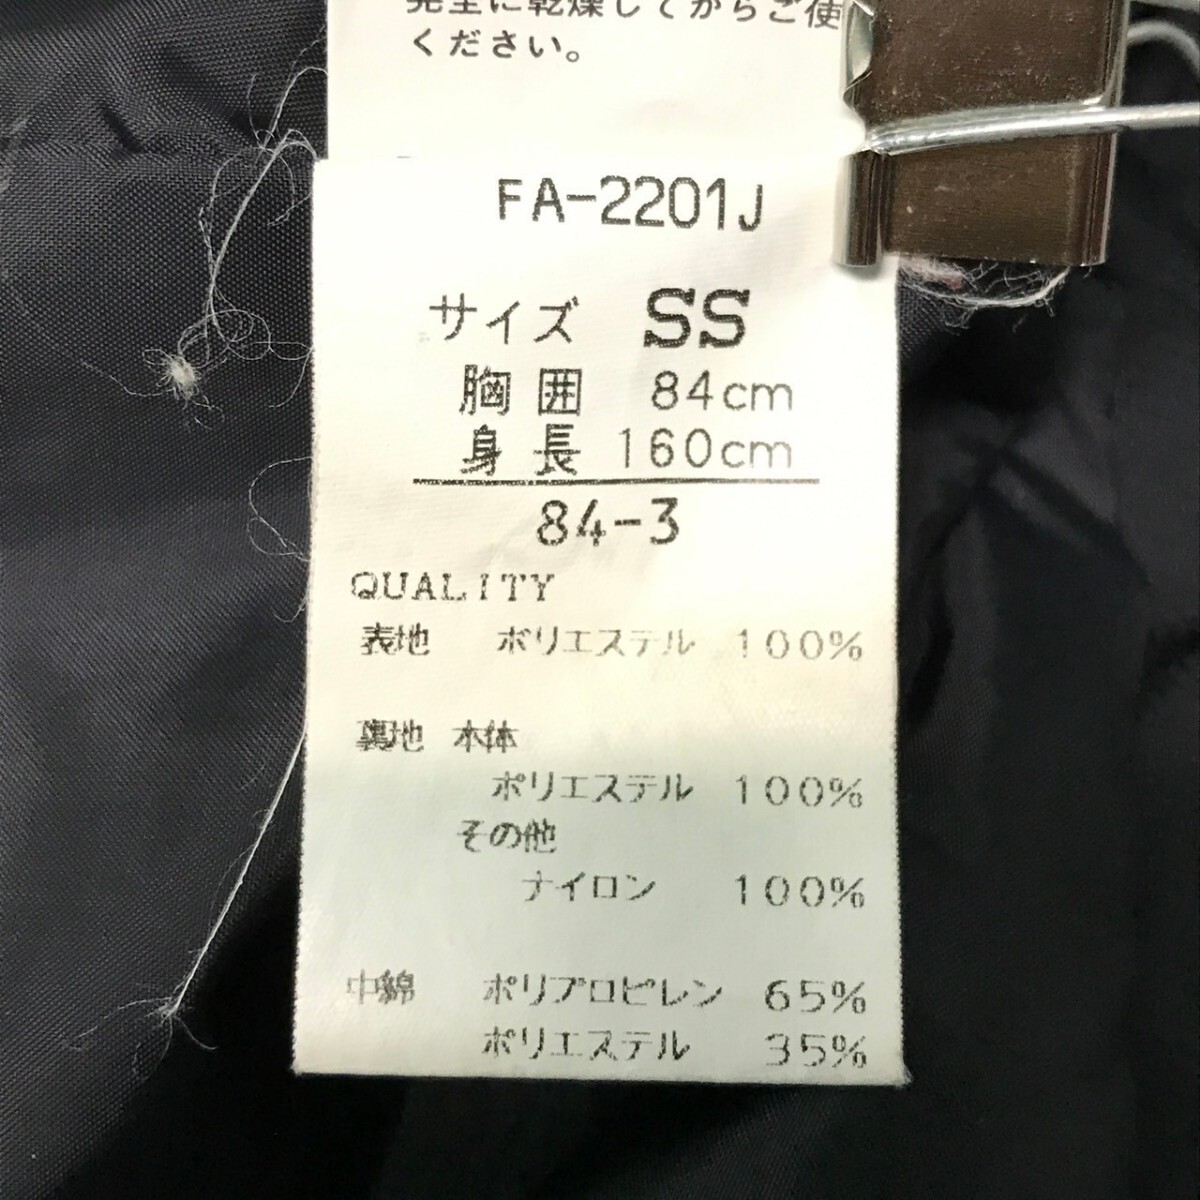 完全に乾燥してからご使
ください。
FA-2201J
サイズ SS
胸囲 84cm
身長 160cm
84-3
QUALITY
表地 ポリエステル 100%
裏地 本体
ポリエステル 100%
その他
ナイロン 100%
中綿 ポリプロピレン 65%
ポリエステル 35%